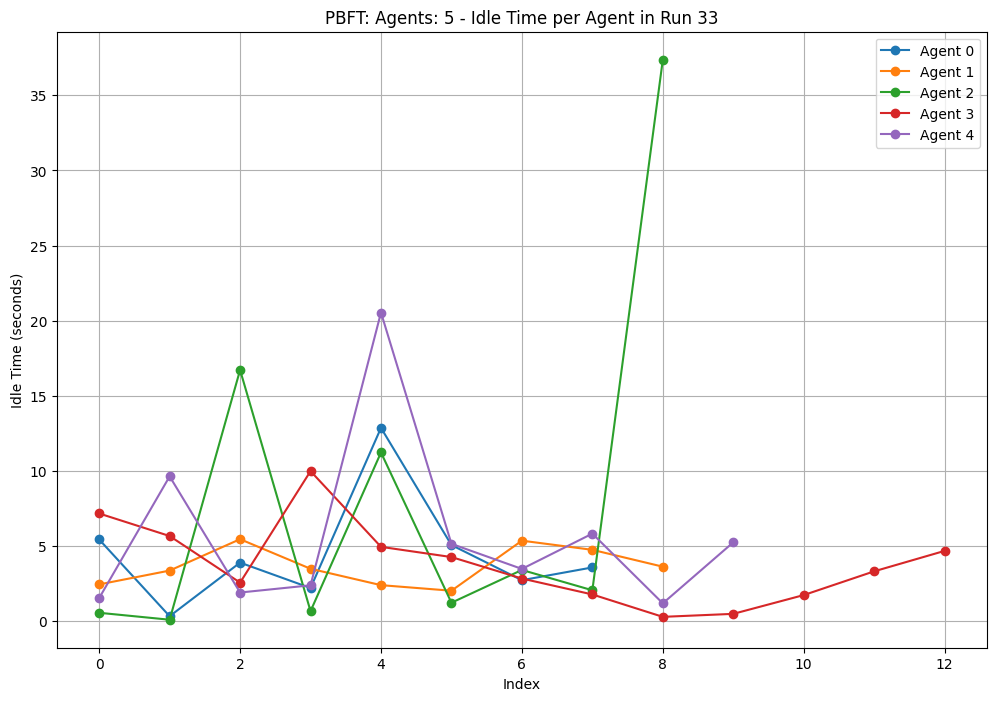 PBFT: Agents: 5 - Idle Time per Agent in Run 33
Agent 0
Agent 1
Agent 2
Agent 3
Agent 4
Idle Time (seconds)
35
30
25
20
15
10
5
0
0 2 4 6 8 10 12
Index